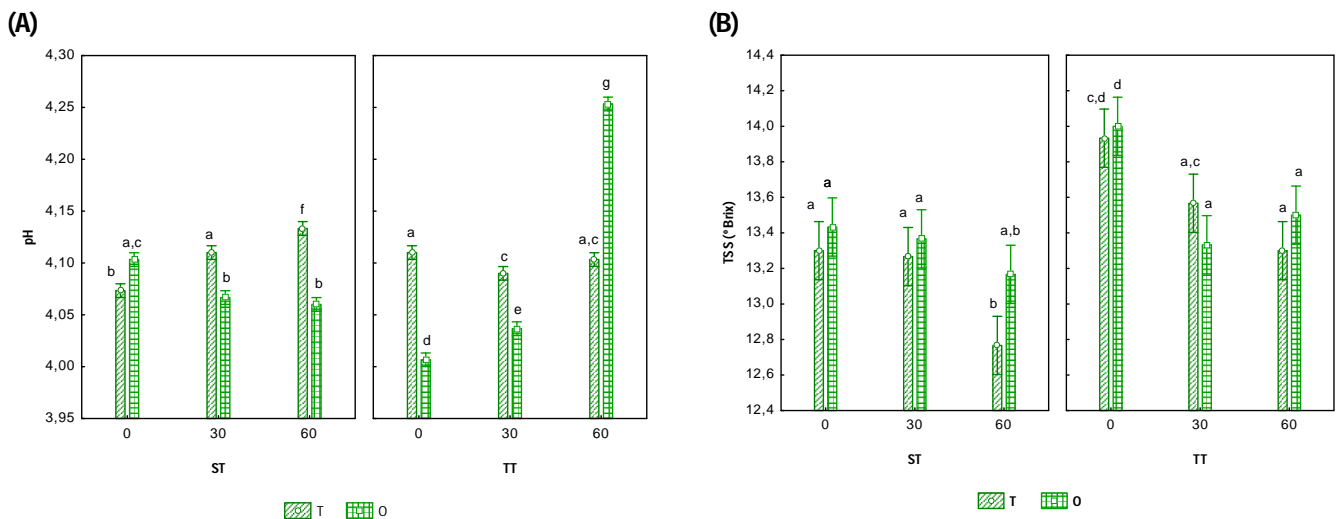 (A)
4,30
4,25
4,20
4,15
4,10
4,05
4,00
3,95
pH
b
a,c
a
b
f
b
a
d
c
e
a,c
g
0
30
60
0
30
60
ST
TT
T
O
(B)
14,4
14,2
14,0
13,8
13,6
13,4
13,2
13,0
12,8
12,6
12,4
TSS (º Brix)
a
a
a
a
b
a,b
c,d
d
a,c
a
a
a
0
30
60
0
30
60
ST
TT
T
O